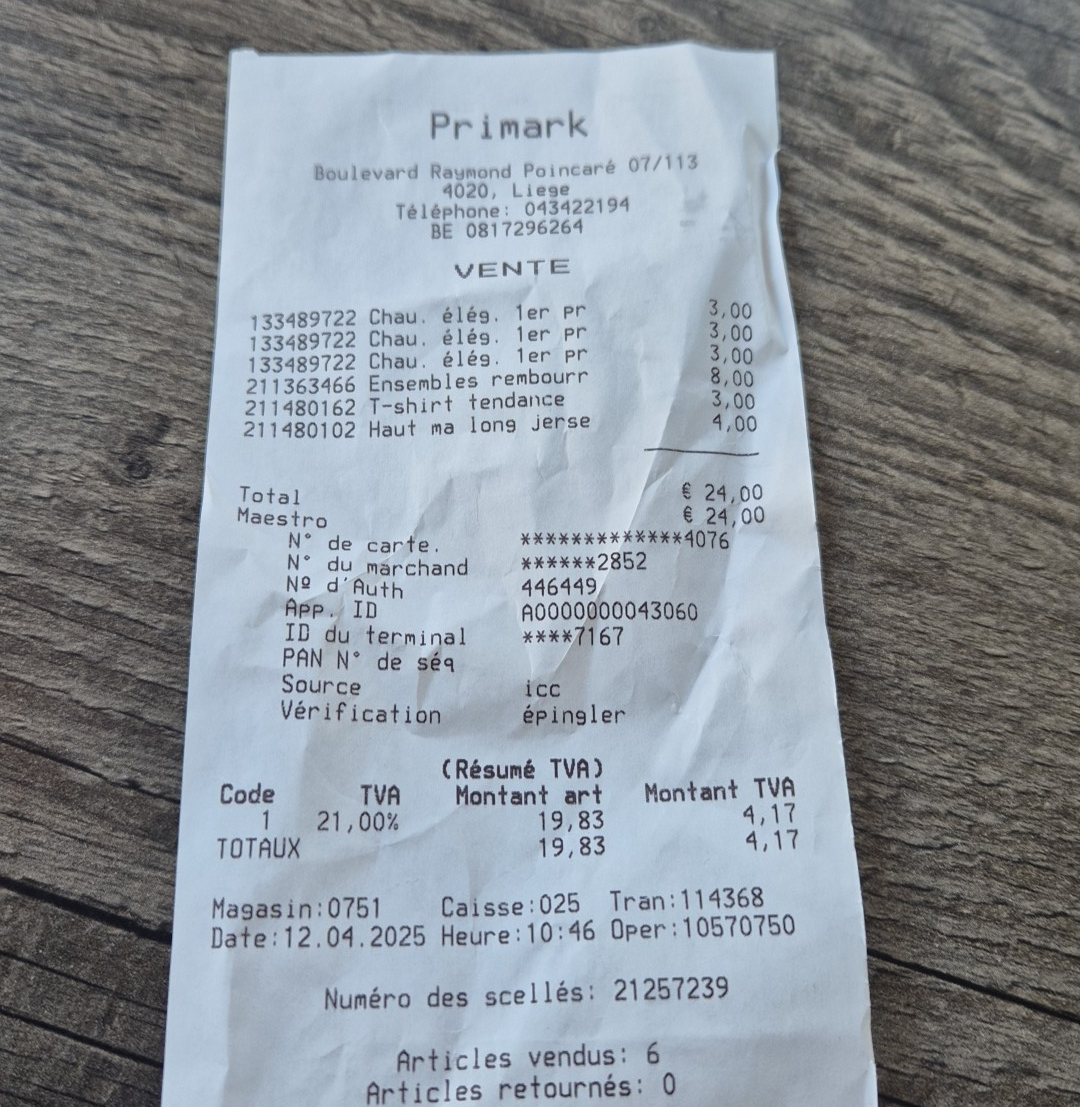 Primark
Boulevard Raymond Poincaré 07/113
4020, Liege
Téléphone: 043422194
BE 0817296264
VENTE
133489722 Chau. élég. 1er pr 3,00
133489722 Chau. élég. 1er pr 3,00
133489722 Chau. élég. 1er pr 3,00
211363466 Ensembles rembourr 8,00
211480162 T-shirt tendance 3,00
211480102 Haut ma long jerse 4,00
Total € 24,00
Maestro € 24,00
N° de carte. *************4076
N° du marchand ******2852
Nº d'Auth 446449
App. ID A0000000043060
ID du terminal ****7167
PAN N° de séq
Source icc
Vérification épingler
(Résumé TVA)
Code TVA Montant art Montant TVA
1 21,00% 19,83 4,17
TOTAUX 19,83 4,17
Magasin:0751 Caisse:025 Tran:114368
Date:12.04.2025 Heure:10:46 Oper:10570750
Numéro des scellés: 21257239
Articles vendus: 6
Articles retournés: 0